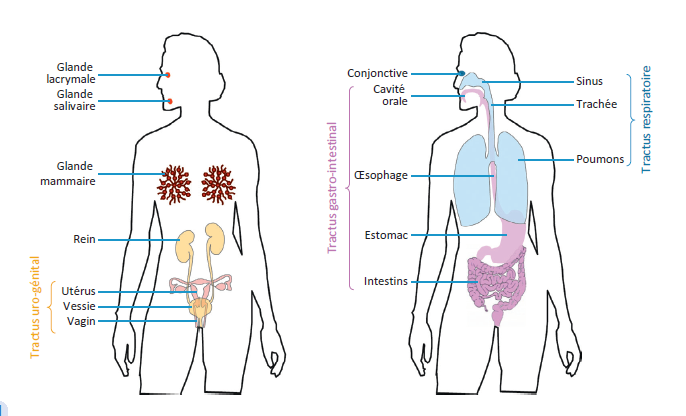 Glande
lacrymale
Glande
salivaire
Glande
mammaire
Rein
Utérus
Vessie
Vagin
Tractus uro-génital
Conjonctive
Cavité
orale
Œsophage
Estomac
Intestins
Tractus gastro-intestinal
Sinus
Trachée
Poumons
Tractus respiratoire